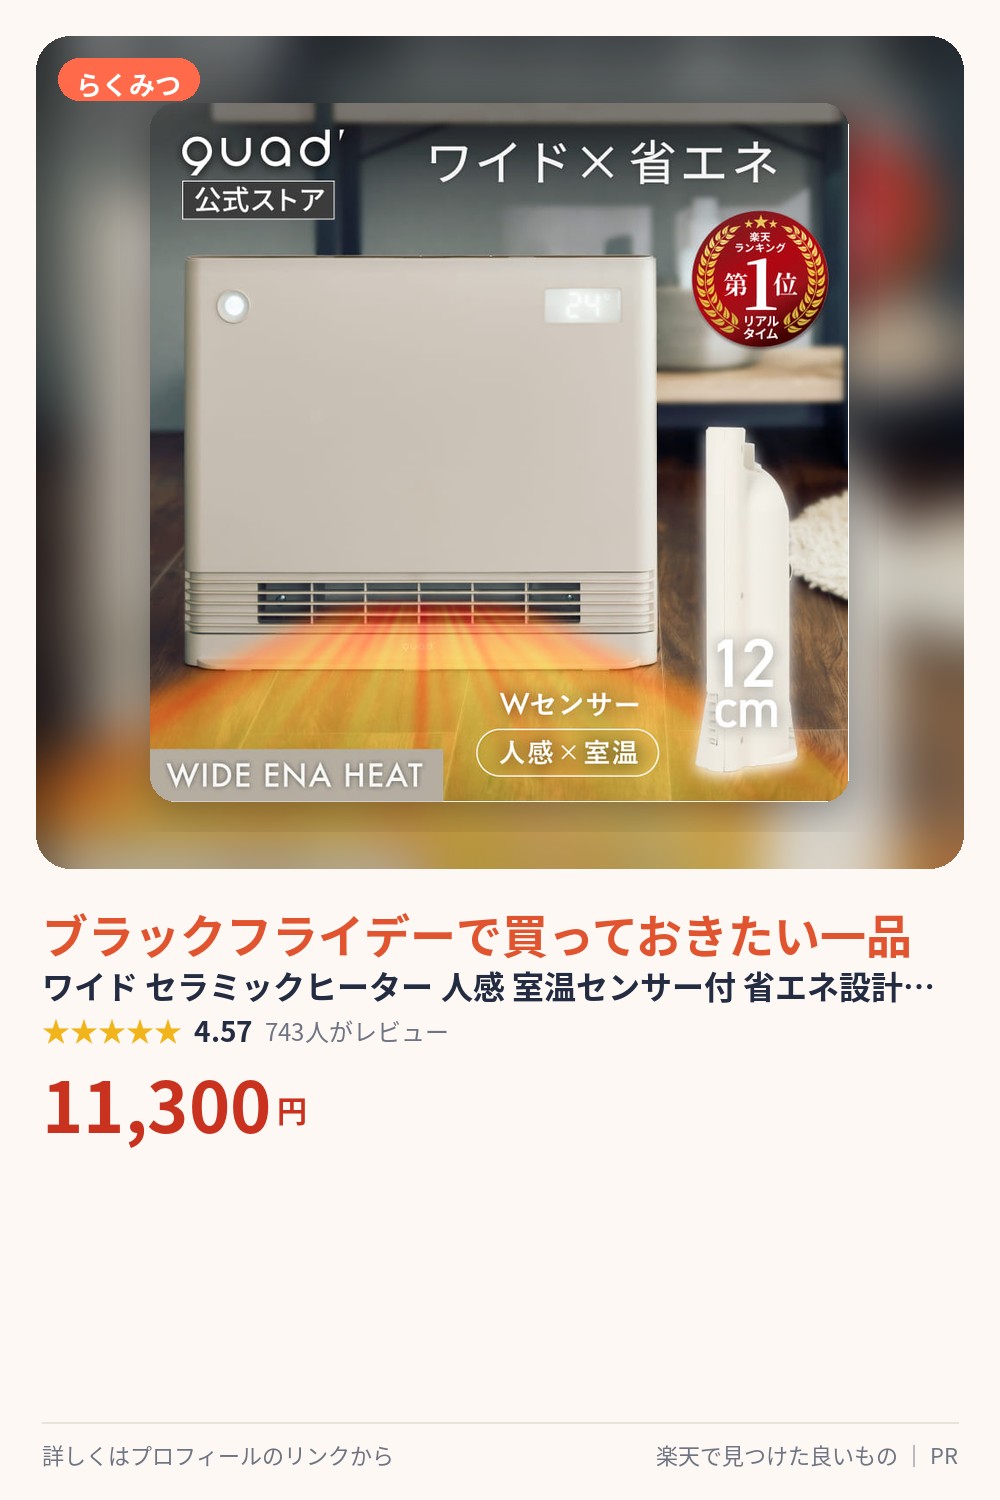 らくみつ
quad'
公式ストア
ワイド×省エネ
楽天
ランキング
第1位
リアル
タイム
24°
12
cm
Wセンサー
人感×室温
WIDE ENA HEAT
ブラックフライデーで買っておきたい一品
ワイド セラミックヒーター 人感 室温センサー付 省エネ設計…
★★★★★ 4.57 743人がレビュー
11,300円
詳しくはプロフィールのリンクから
楽天で見つけた良いもの | PR